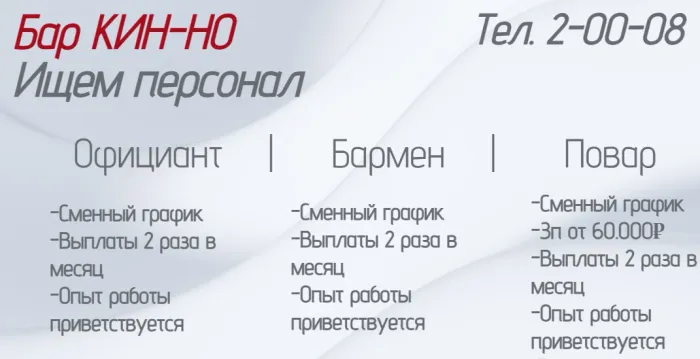 Бар КИН-НО
Тел. 2-00-08
Ищем персонал
Официант | Бармен | Повар
-Сменный график
-Выплаты 2 раза в
месяц
-Опыт работы
приветствуется
-Сменный график
-Выплаты 2 раза в
месяц
-Опыт работы
приветствуется
-Сменный график
-Зп от 60.000₽
-Выплаты 2 раза в
месяц
-Опыт работы
приветствуется